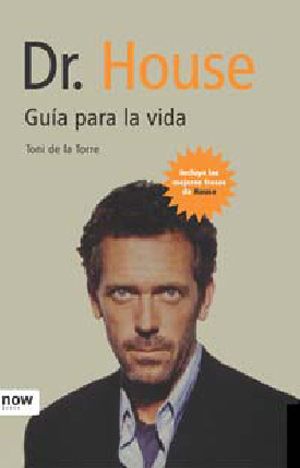 Dr. House
Guía para la vida
Toni de la Torre
Incluye las
mejores frases
de House
now
books